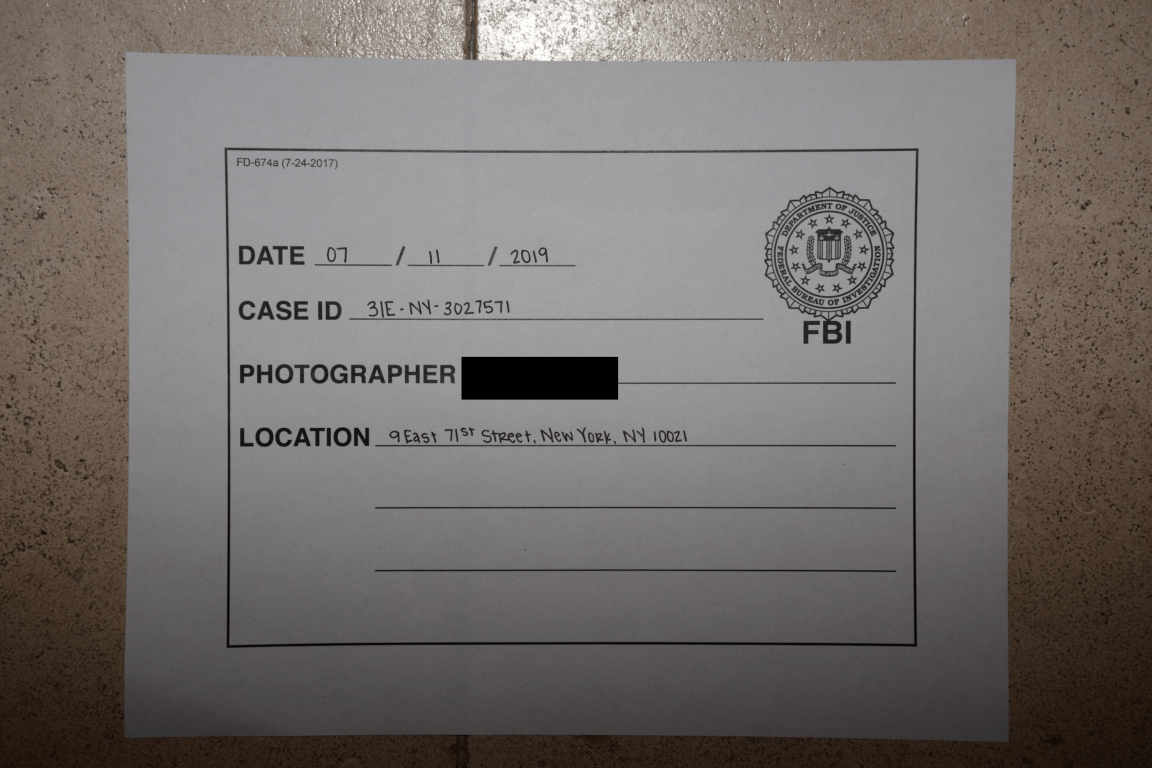 FD-674a (7-24-2017)
DEPARTMENT OF JUSTICE
FEDERAL BUREAU OF INVESTIGATION
FBI
DATE 07 / 11 / 2019
CASE ID 31E-NY-3027571
PHOTOGRAPHER
LOCATION 9 East 71st Street, New York, NY 10021